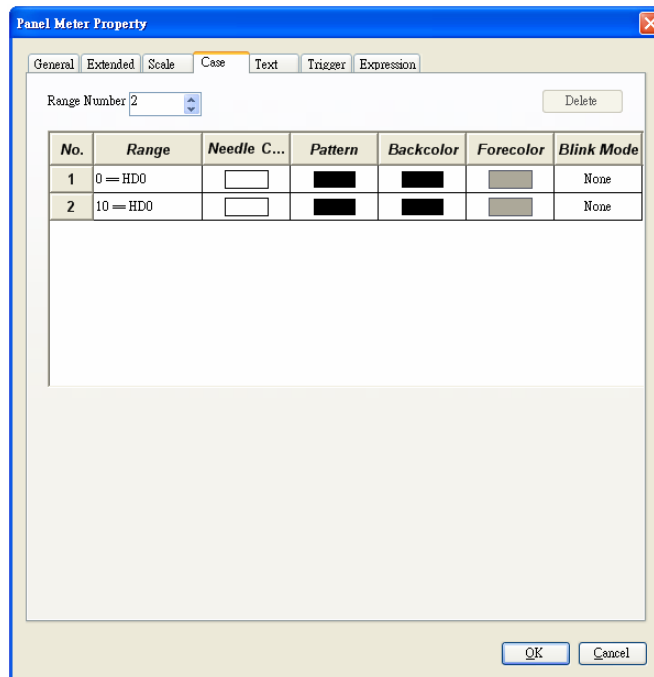 Panel Meter Property
General Extended Scale Case Text Trigger Expression
Range Number 2 Delete
No. Range Needle C... Pattern Backcolor Forecolor Blink Mode
1 0 == HD0 None
2 10 == HD0 None
OK Cancel